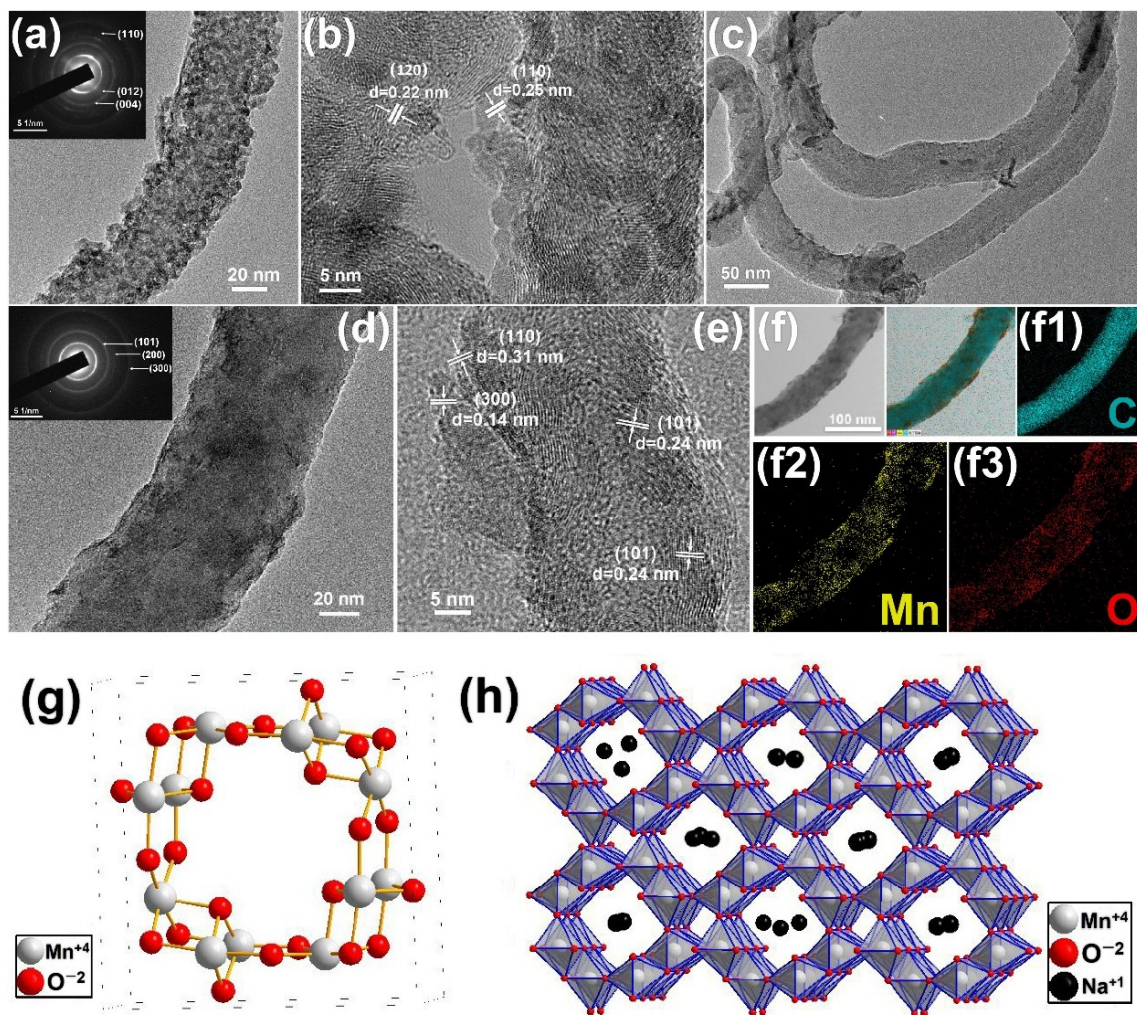 (a)
(110)
(012)
(004)
5 1/nm
20 nm
(b)
(120)
d=0.22 nm
(110)
d=0.25 nm
5 nm
(c)
50 nm
(d)
(101)
(200)
(300)
5 1/nm
20 nm
(e)
(110)
d=0.31 nm
(300)
d=0.14 nm
(101)
d=0.24 nm
(101)
d=0.24 nm
5 nm
(f)
100 nm
(f1)
C
(f2)
Mn
(f3)
O
(g)
Mn+4
O−2
(h)
Mn+4
O−2
Na+1